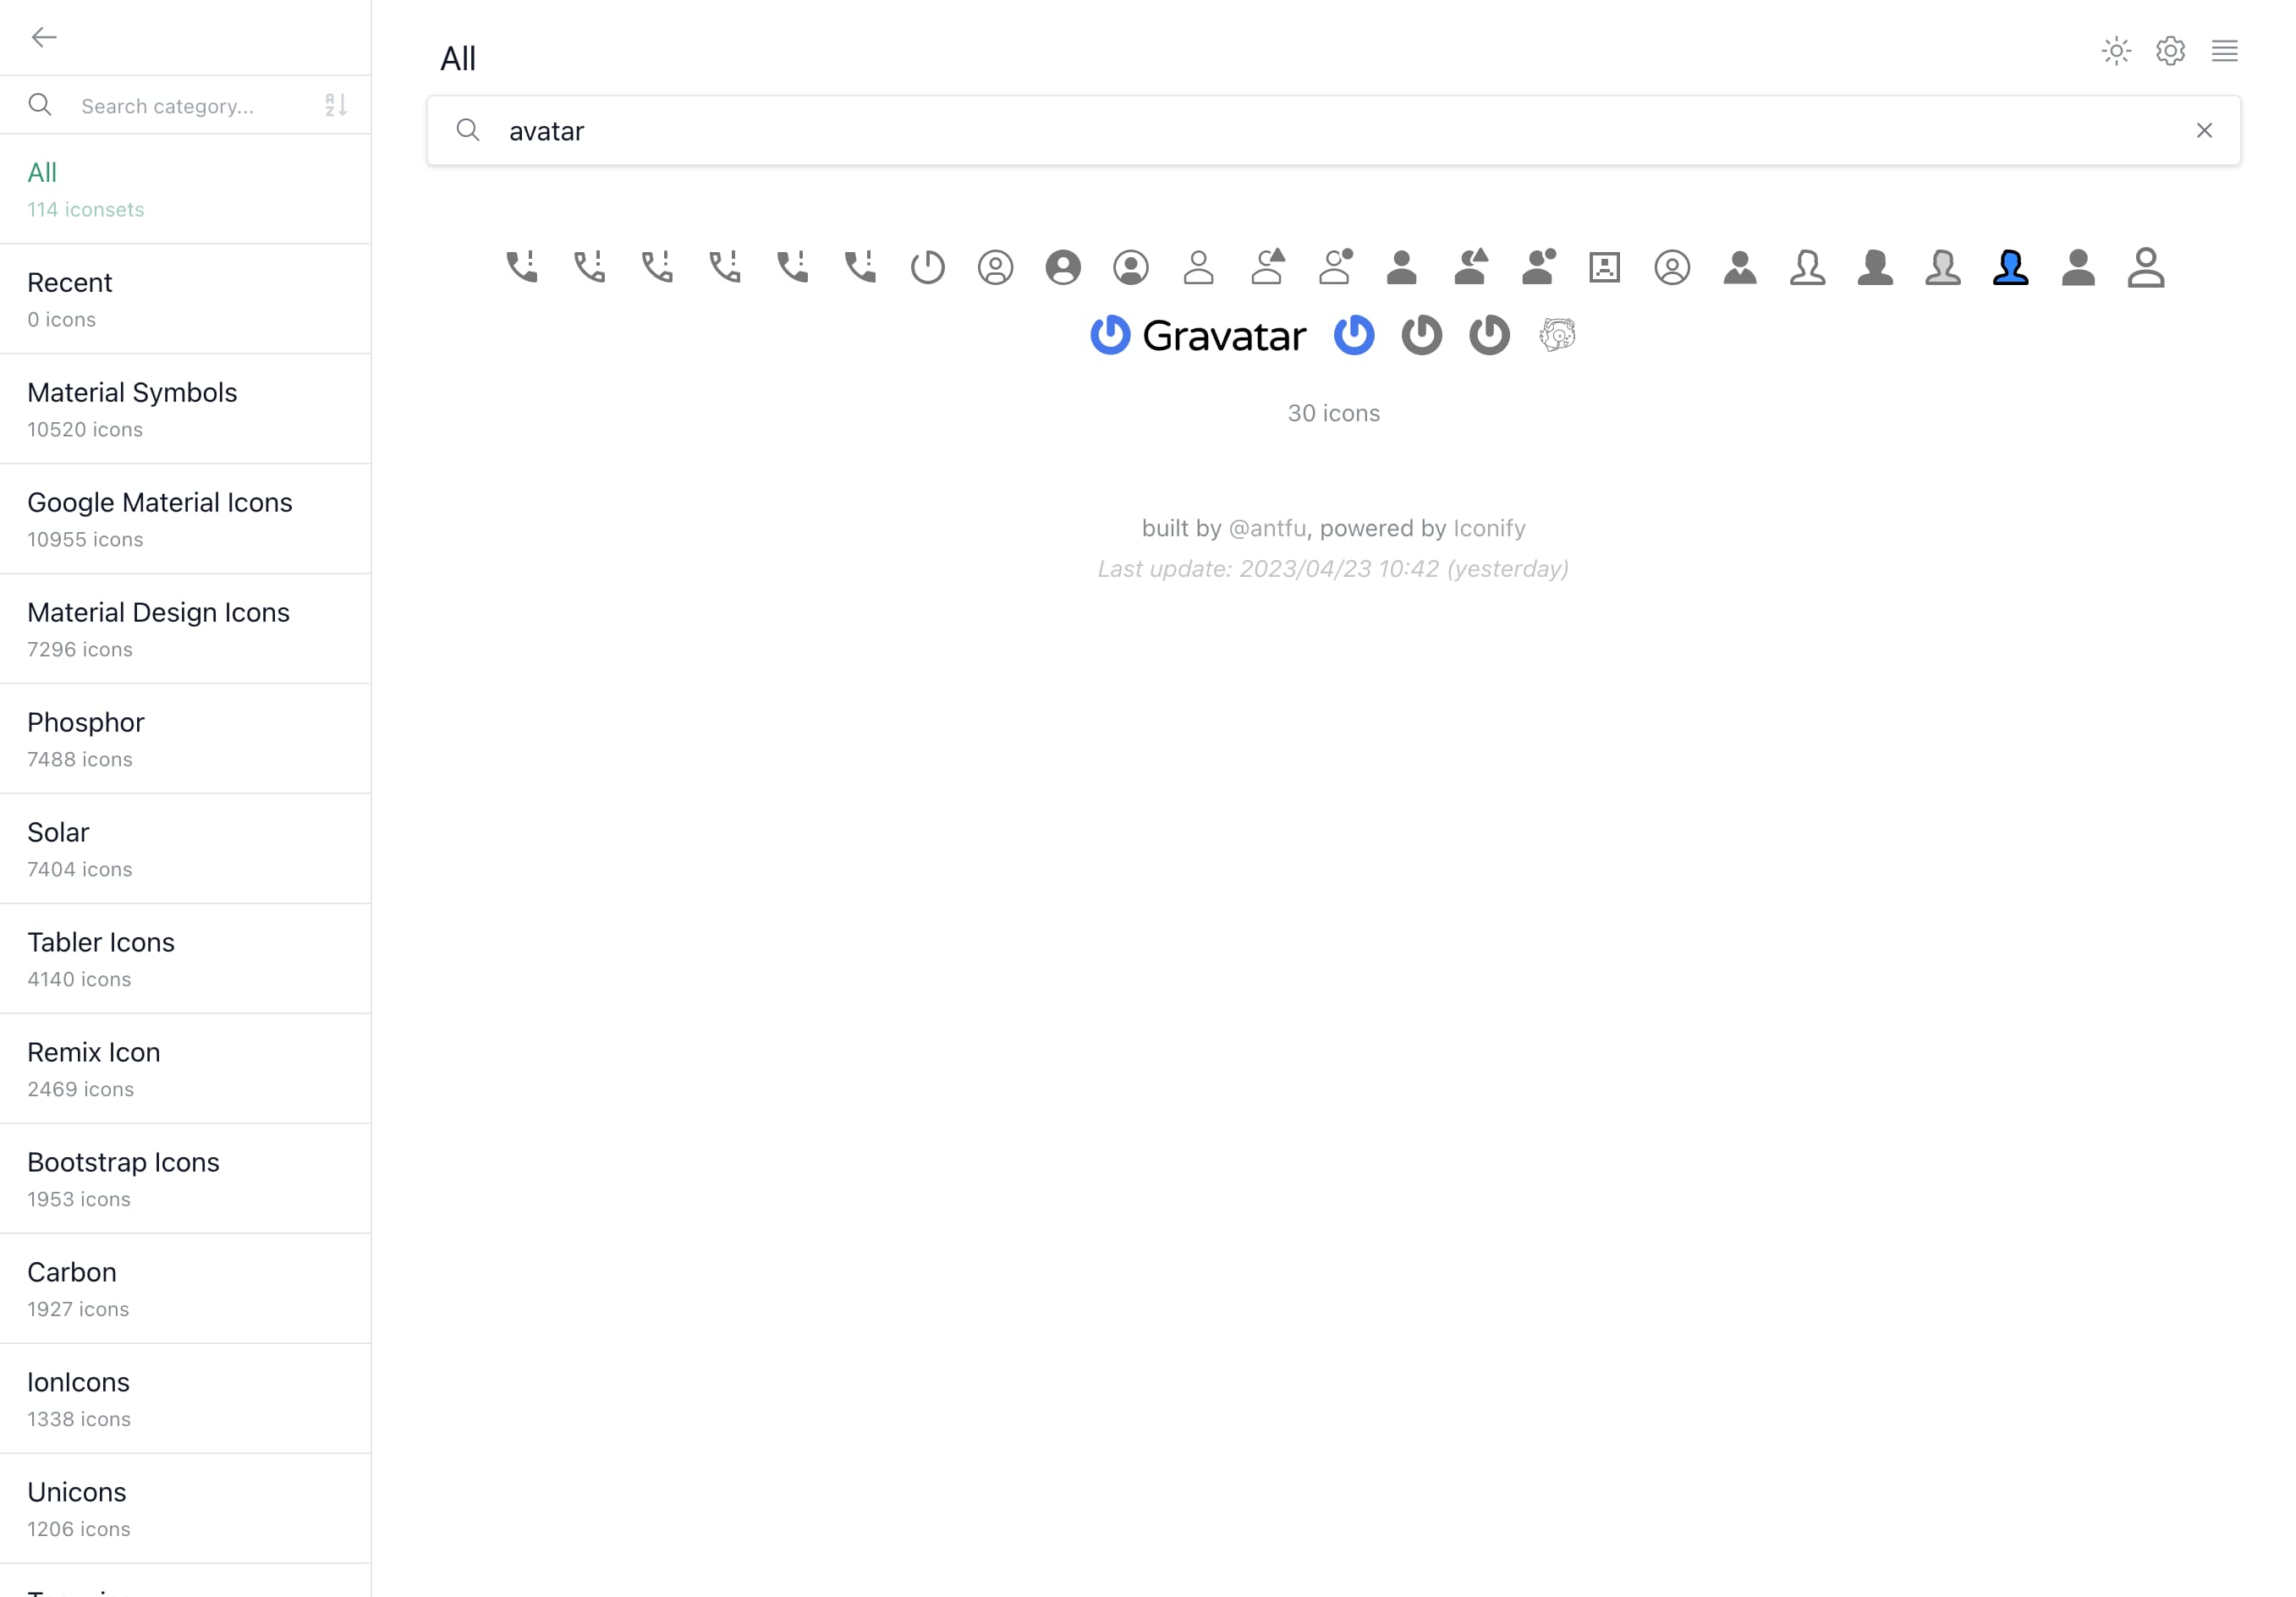 Search category...
All
114 iconsets
Recent
0 icons
Material Symbols
10520 icons
Google Material Icons
10955 icons
Material Design Icons
7296 icons
Phosphor
7488 icons
Solar
7404 icons
Tabler Icons
4140 icons
Remix Icon
2469 icons
Bootstrap Icons
1953 icons
Carbon
1927 icons
IonIcons
1338 icons
Unicons
1206 icons
All
avatar
Gravatar
30 icons
built by @antfu, powered by Iconify
Last update: 2023/04/23 10:42 (yesterday)